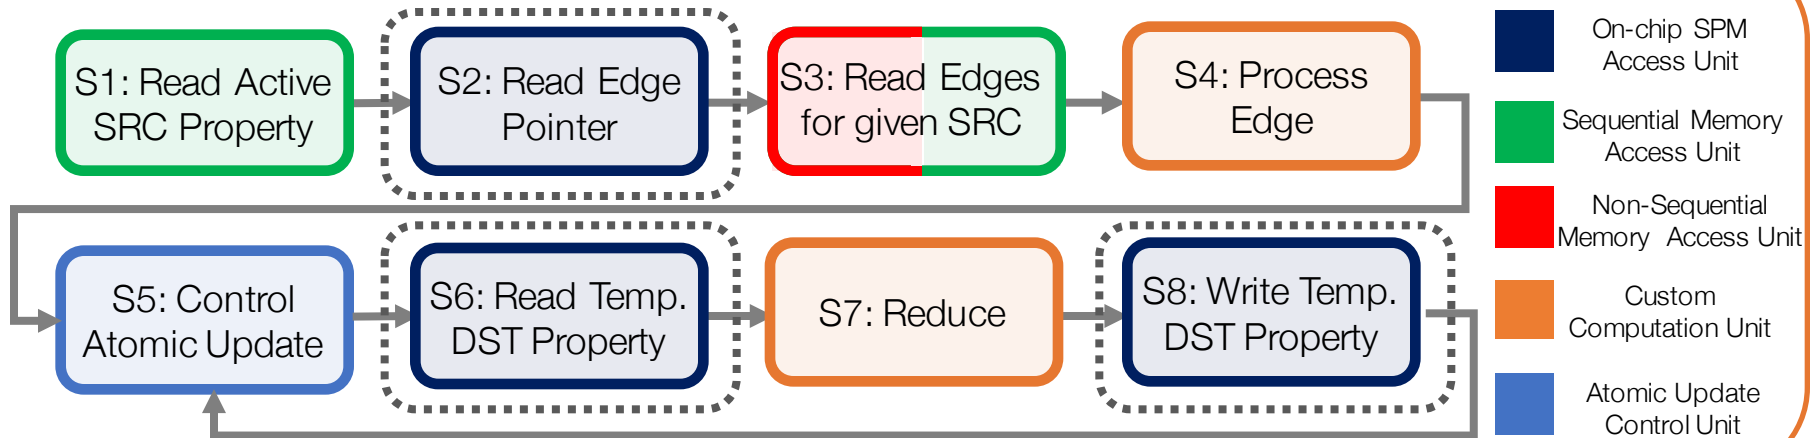 S1: Read Active
SRC Property
S2: Read Edge
Pointer
S3: Read Edges
for given SRC
S4: Process
Edge
S5: Control
Atomic Update
S6: Read Temp.
DST Property
S7: Reduce
S8: Write Temp.
DST Property
On-chip SPM
Access Unit
Sequential Memory
Access Unit
Non-Sequential
Memory Access Unit
Custom
Computation Unit
Atomic Update
Control Unit